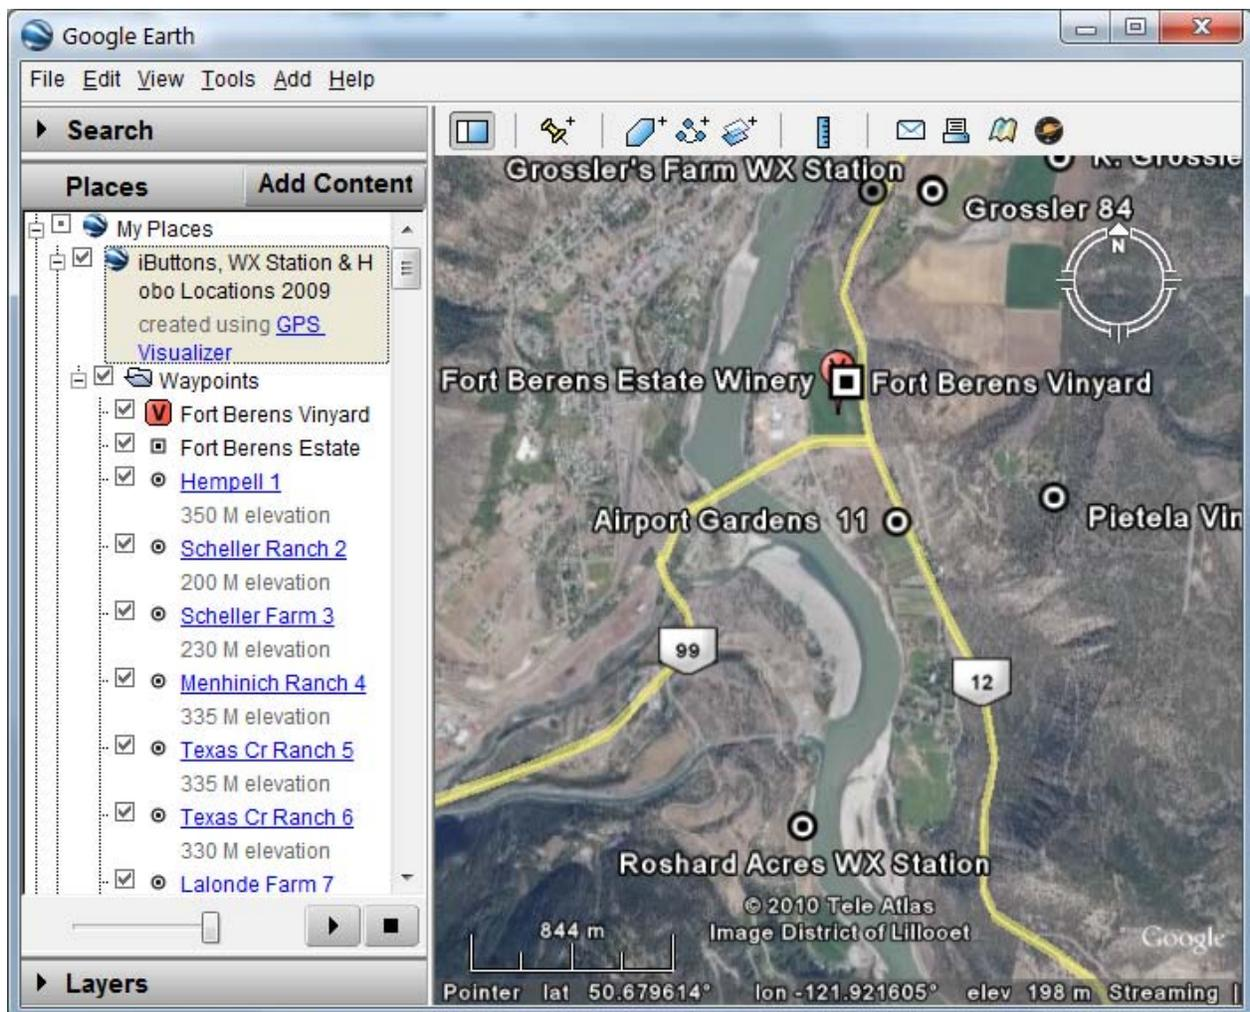 Google Earth
File Edit View Tools Add Help
Search
Places
Add Content
My Places
iButtons, WX Station & H
obo Locations 2009
created using GPS
Visualizer
Waypoints
V Fort Berens Vinyard
Fort Berens Estate
Hempell 1
350 M elevation
Scheller Ranch 2
200 M elevation
Scheller Farm 3
230 M elevation
Menhinich Ranch 4
335 M elevation
Texas Cr Ranch 5
335 M elevation
Texas Cr Ranch 6
330 M elevation
Lalonde Farm 7
Layers
Grossler's Farm WX Station
K. Grossle
Grossler 84
N
Fort Berens Estate Winery
Fort Berens Vinyard
Airport Gardens 11
Pietela Vin
99
12
Roshard Acres WX Station
© 2010 Tele Atlas
Image District of Lillooet
844 m
Google
Pointer lat 50.679614° lon -121.921605° elev 198 m Streaming